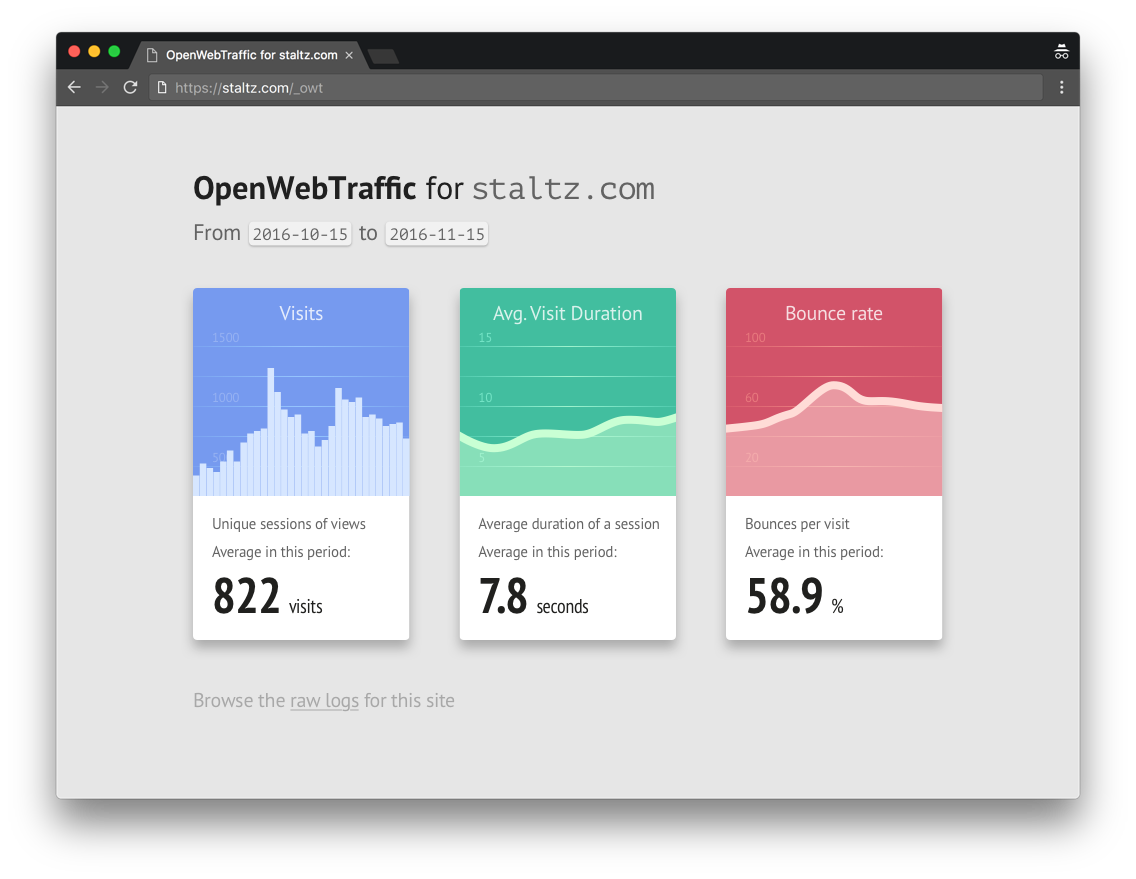 OpenWebTraffic for staltz.com
https://staltz.com/_owt
OpenWebTraffic for staltz.com
From 2016-10-15 to 2016-11-15
Visits
1500
1000
Unique sessions of views
Average in this period:
822 visits
Avg. Visit Duration
15
10
5
Average duration of a session
Average in this period:
7.8 seconds
Bounce rate
100
60
20
Bounces per visit
Average in this period:
58.9 %
Browse the raw logs for this site